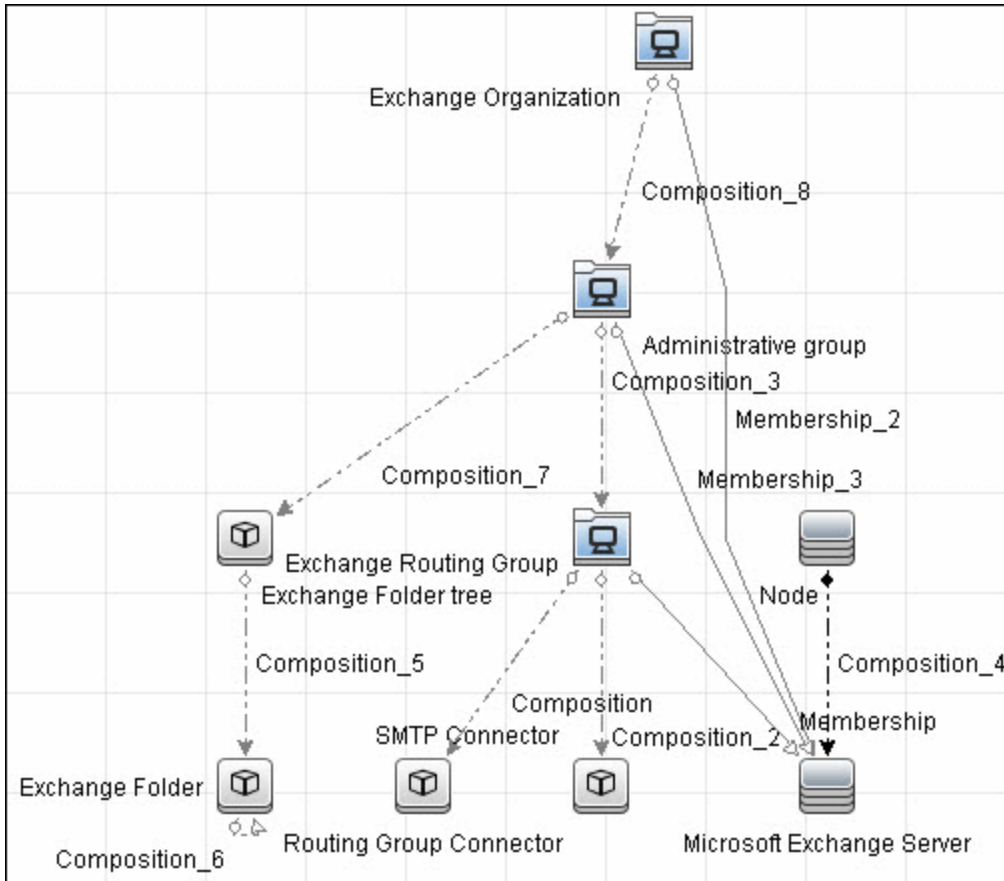 Exchange Organization
Composition_8
Administrative group
Composition_3
Membership_2
Composition_7
Membership_3
Exchange Routing Group
Exchange Folder tree
Node
Composition_5
Composition_4
Composition
Membership
SMTP Connector
Composition_2
Exchange Folder
Routing Group Connector
Microsoft Exchange Server
Composition_6